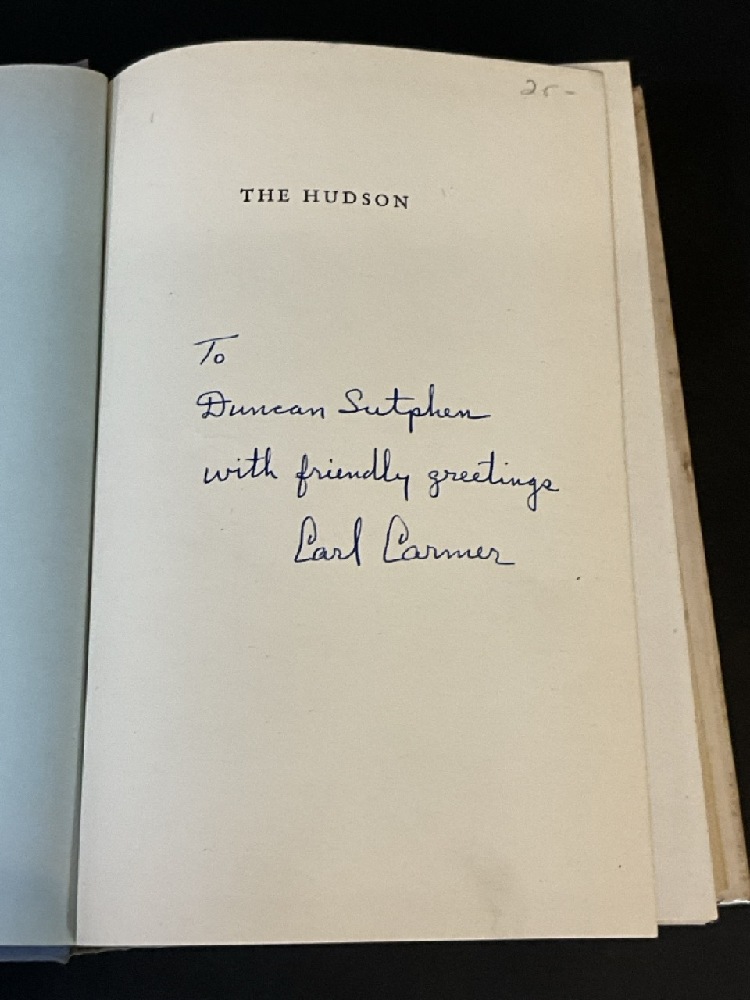 25-
THE HUDSON
To
Duncan Sutphen
with friendly greetings
Carl Carmer